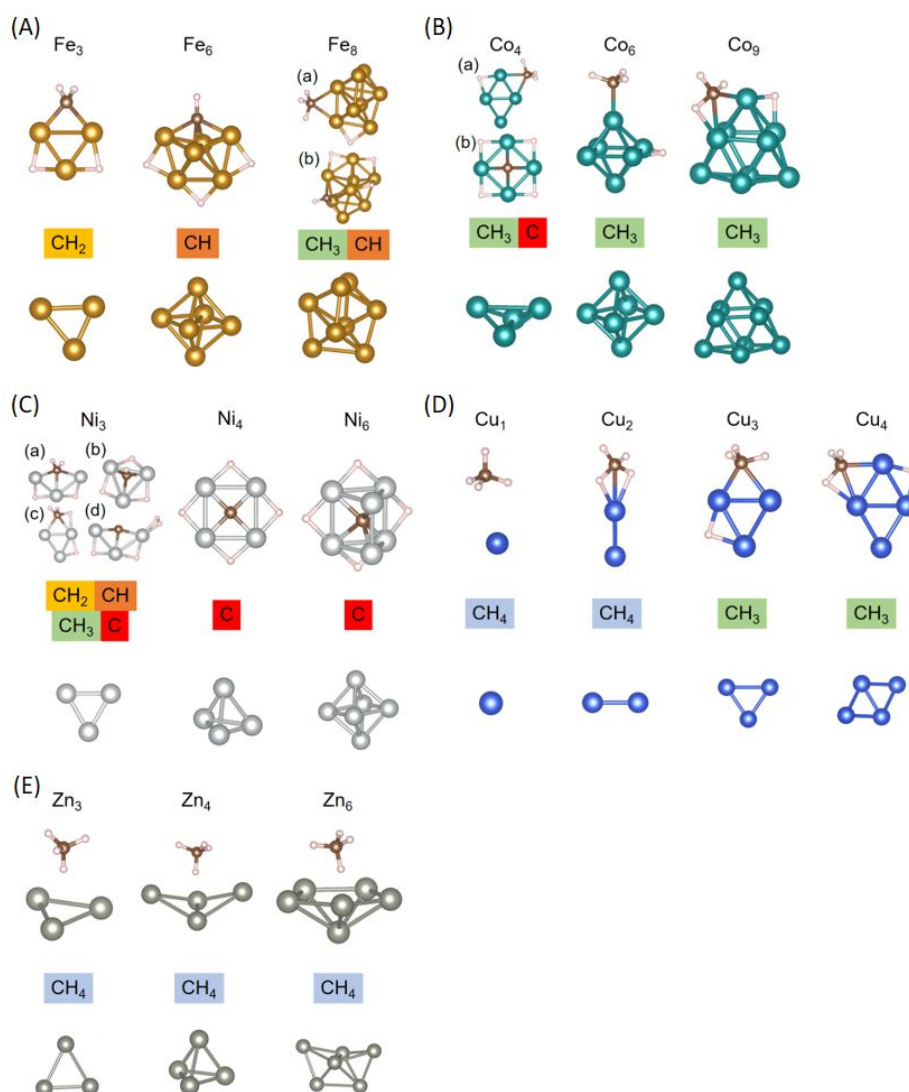 (A)
Fe₃ Fe₆ Fe₈
(a)
(b)
CH₂ CH CH₃ CH
(B)
Co₄ Co₆ Co₉
(a)
(b)
CH₃ C CH₃ CH₃
(C)
Ni₃ Ni₄ Ni₆
(a) (b)
(c) (d)
CH₂ CH
CH₃ C
C C
(D)
Cu₁ Cu₂ Cu₃ Cu₄
CH₄ CH₄ CH₃ CH₃
(E)
Zn₃ Zn₄ Zn₆
CH₄ CH₄ CH₄